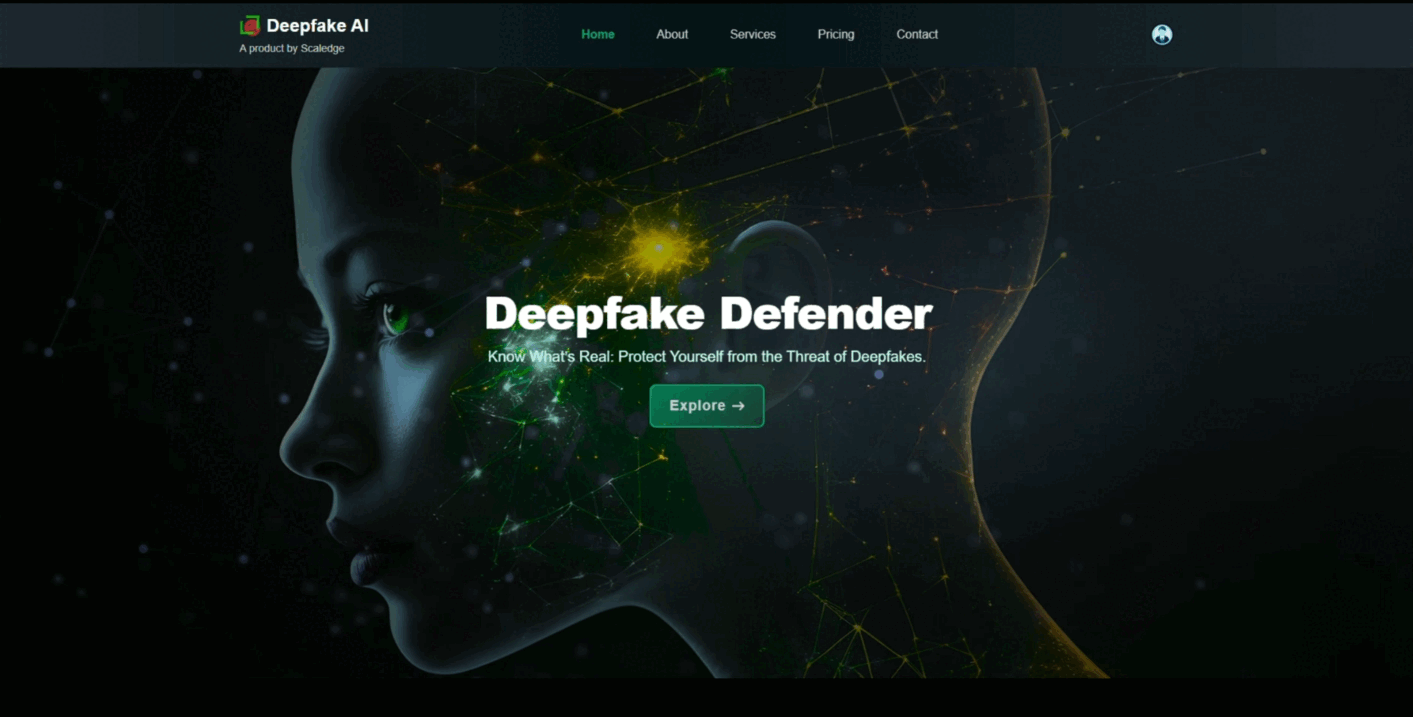 Deepfake AI
A product by Scaledge
Home About Services Pricing Contact
Deepfake Defender
Know What's Real: Protect Yourself from the Threat of Deepfakes.
Explore →